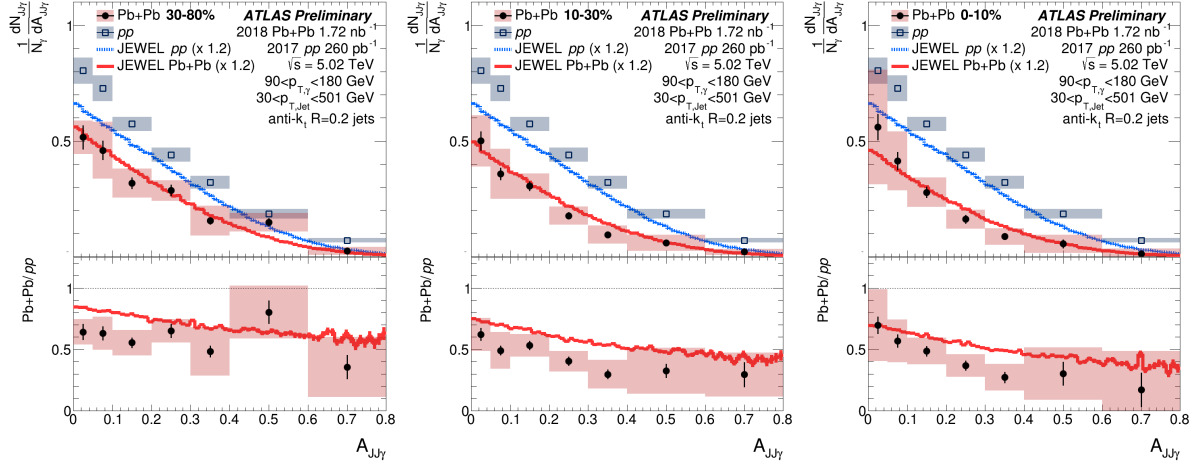 1 dN_JJγ
N_γ dA_JJγ
Pb+Pb 30-80%
ATLAS Preliminary
pp
2018 Pb+Pb 1.72 nb⁻¹
JEWEL pp (x 1.2)
2017 pp 260 pb⁻¹
JEWEL Pb+Pb (x 1.2)
√s = 5.02 TeV
90<p_T,γ <180 GeV
30<p_T,Jet<501 GeV
anti-k_t R=0.2 jets
0.5
Pb+Pb/pp
1
0.5
0
0 0.1 0.2 0.3 0.4 0.5 0.6 0.7 0.8
A_JJγ
1 dN_JJγ
N_γ dA_JJγ
Pb+Pb 10-30%
ATLAS Preliminary
pp
2018 Pb+Pb 1.72 nb⁻¹
JEWEL pp (x 1.2)
2017 pp 260 pb⁻¹
JEWEL Pb+Pb (x 1.2)
√s = 5.02 TeV
90<p_T,γ <180 GeV
30<p_T,Jet<501 GeV
anti-k_t R=0.2 jets
0.5
Pb+Pb/pp
1
0.5
0
0 0.1 0.2 0.3 0.4 0.5 0.6 0.7 0.8
A_JJγ
1 dN_JJγ
N_γ dA_JJγ
Pb+Pb 0-10%
ATLAS Preliminary
pp
2018 Pb+Pb 1.72 nb⁻¹
JEWEL pp (x 1.2)
2017 pp 260 pb⁻¹
JEWEL Pb+Pb (x 1.2)
√s = 5.02 TeV
90<p_T,γ <180 GeV
30<p_T,Jet<501 GeV
anti-k_t R=0.2 jets
0.5
Pb+Pb/pp
1
0.5
0
0 0.1 0.2 0.3 0.4 0.5 0.6 0.7 0.8
A_JJγ